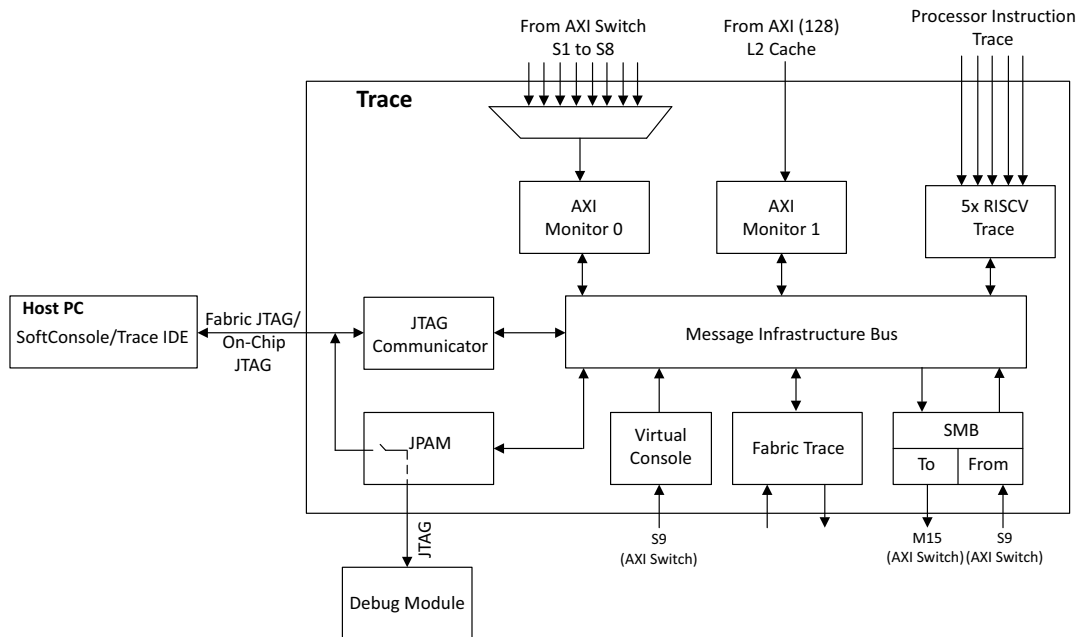 From AXI Switch
S1 to S8
From AXI (128)
L2 Cache
Processor Instruction
Trace
Trace
AXI
Monitor 0
AXI
Monitor 1
5x RISCV
Trace
Host PC
SoftConsole/Trace IDE
Fabric JTAG/
On-Chip
JTAG
JTAG
Communicator
Message Infrastructure Bus
JPAM
Virtual
Console
Fabric Trace
SMB
To
From
JTAG
S9
(AXI Switch)
M15
(AXI Switch)
S9
(AXI Switch)
Debug Module